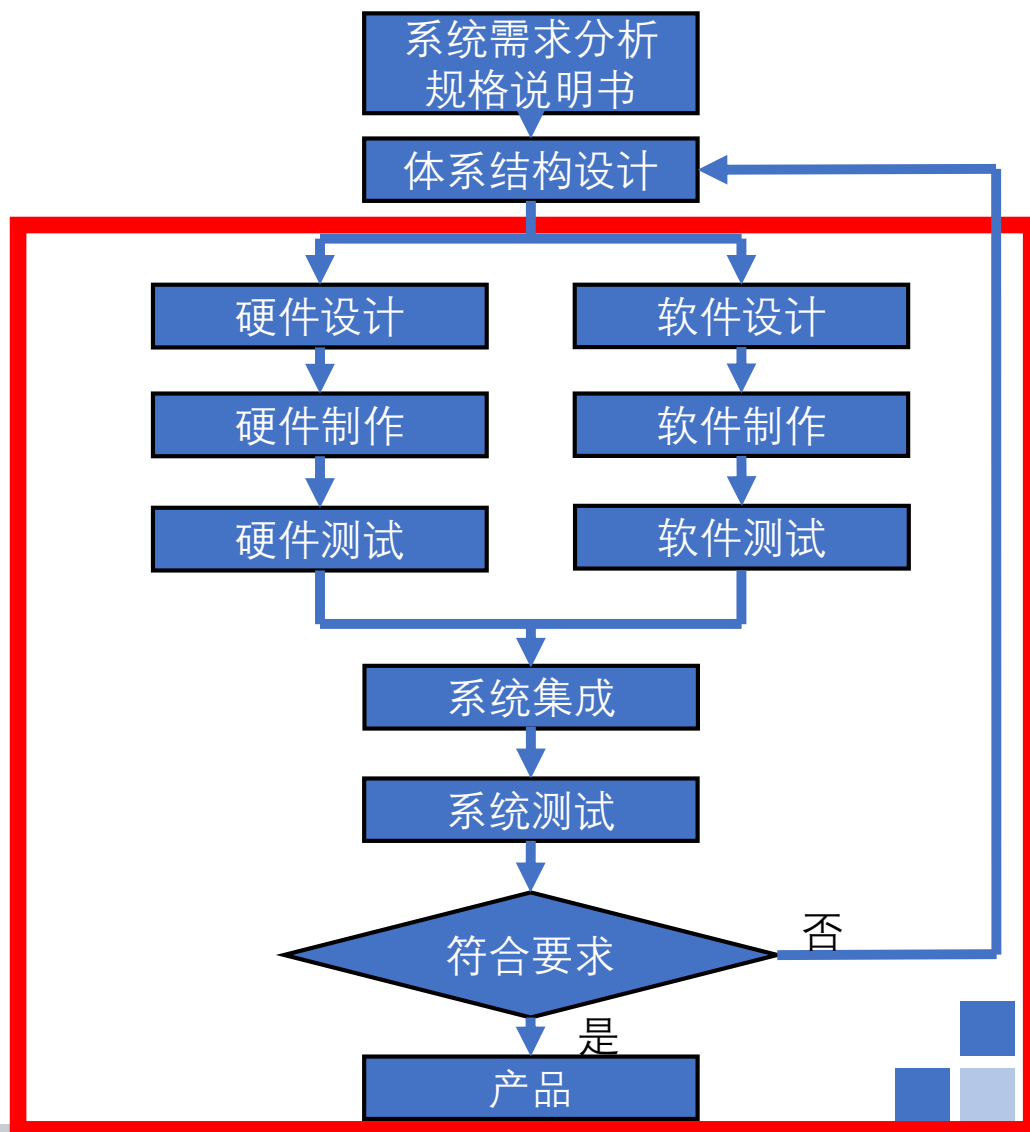 系统需求分析
规格说明书
体系结构设计
硬件设计
软件设计
硬件制作
软件制作
硬件测试
软件测试
系统集成
系统测试
符合要求
否
是
产品